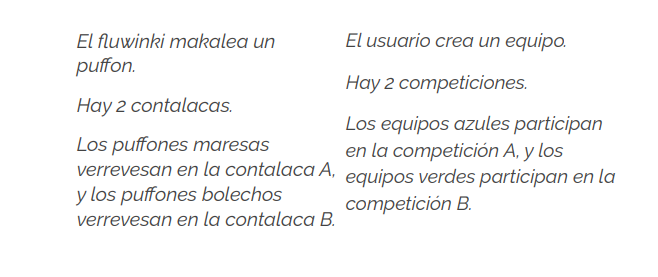 El fluwinki makalea un
puffon.
Hay 2 contalacas.
Los puffones maresas
verrevesan en la contalaca A,
y los puffones bolechos
verrevesan en la contalaca B.
El usuario crea un equipo.
Hay 2 competiciones.
Los equipos azules participan
en la competición A, y los
equipos verdes participan en la
competición B.